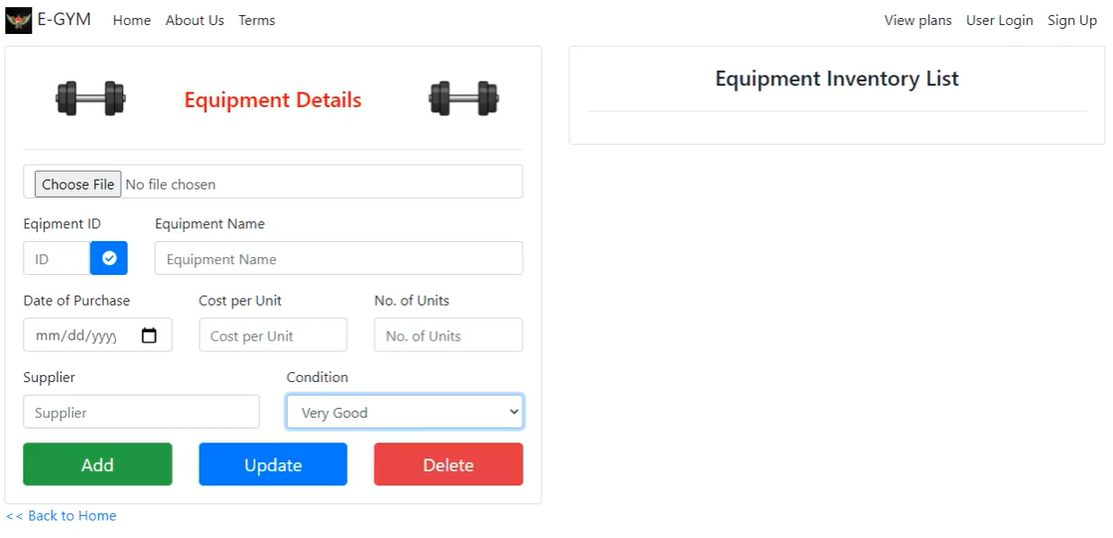 E-GYM Home About Us Terms View plans User Login Sign Up
Equipment Details
Choose File No file chosen
Eqipment ID Equipment Name
ID Equipment Name
Date of Purchase Cost per Unit No. of Units
mm/dd/yyyy Cost per Unit No. of Units
Supplier Condition
Supplier Very Good
Add Update Delete
<< Back to Home
Equipment Inventory List